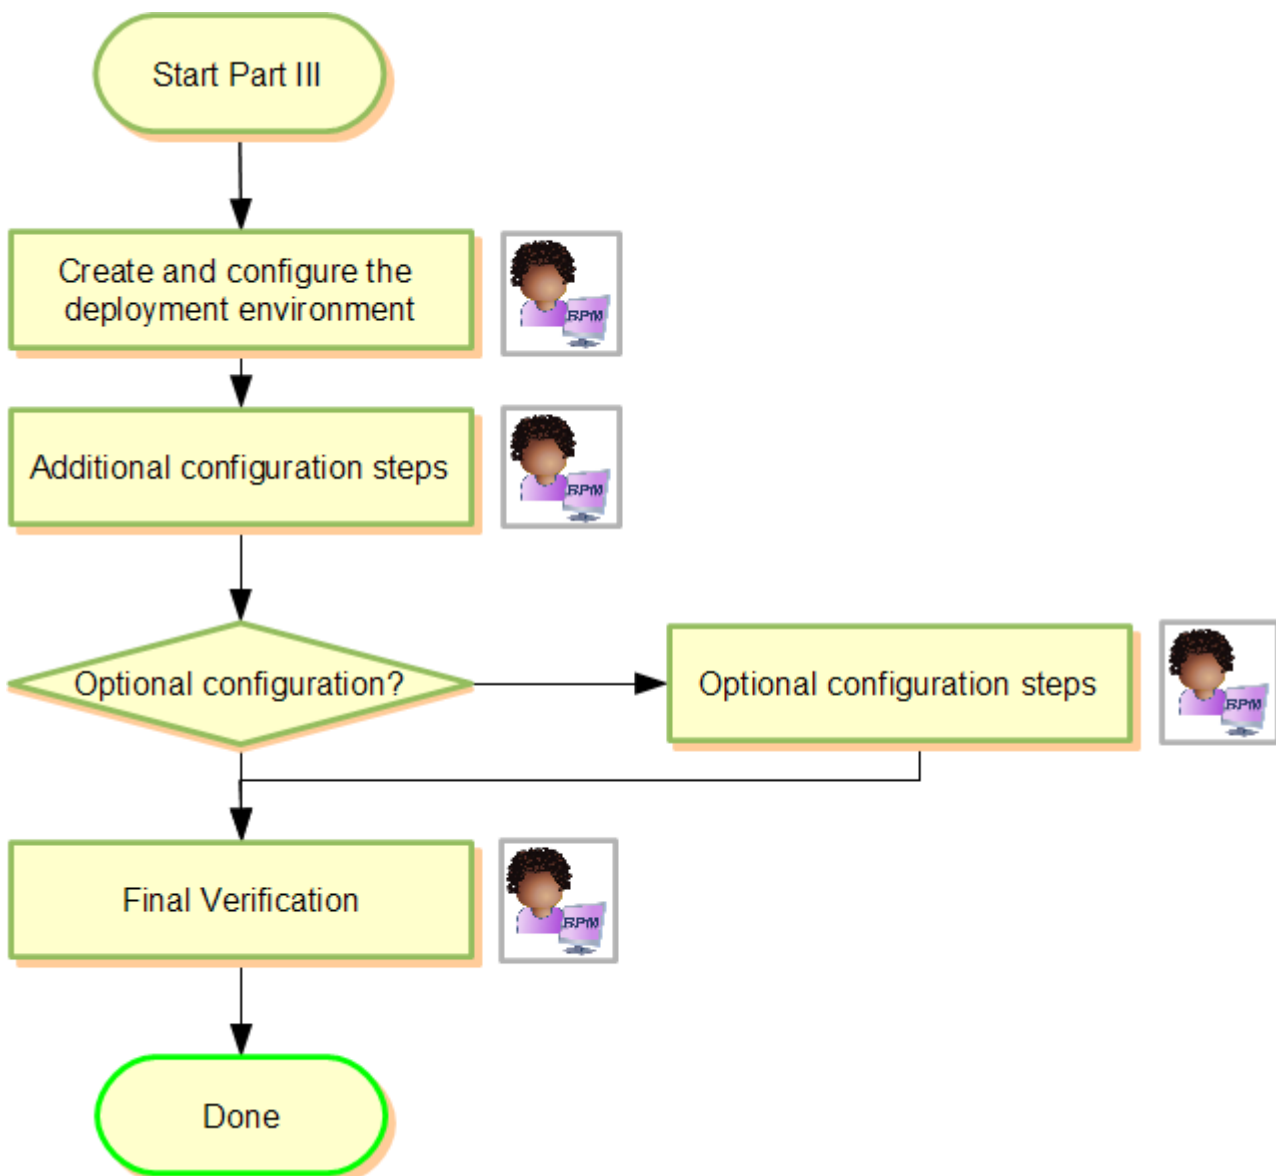 Start Part III
Create and configure the
deployment environment
BPM
Additional configuration steps
BPM
Optional configuration?
Optional configuration steps
BPM
Final Verification
BPM
Done